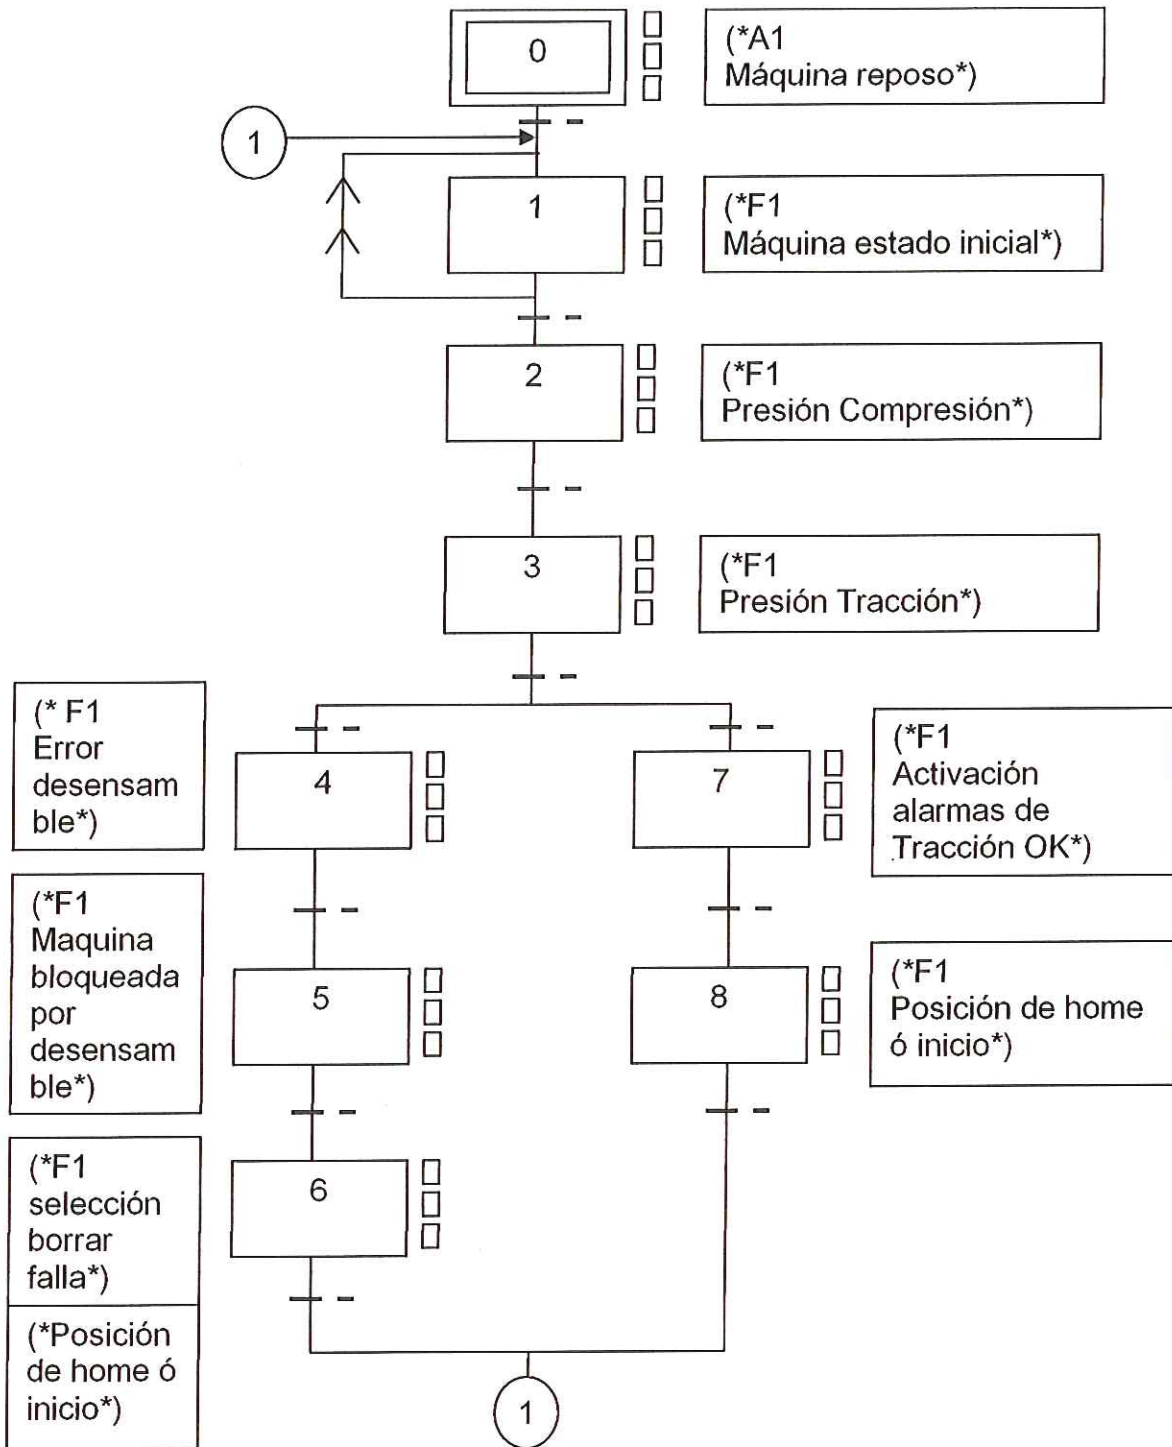 0
(*A1
Máquina reposo*)
1
1
(*F1
Máquina estado inicial*)
2
(*F1
Presión Compresión*)
3
(*F1
Presión Tracción*)
(* F1
Error
desensam
ble*)
4
7
(*F1
Activación
alarmas de
Tracción OK*)
(*F1
Maquina
bloqueada
por
desensam
ble*)
5
8
(*F1
Posición de home
ó inicio*)
(*F1
selección
borrar
falla*)
6
(*Posición
de home ó
inicio*)
1